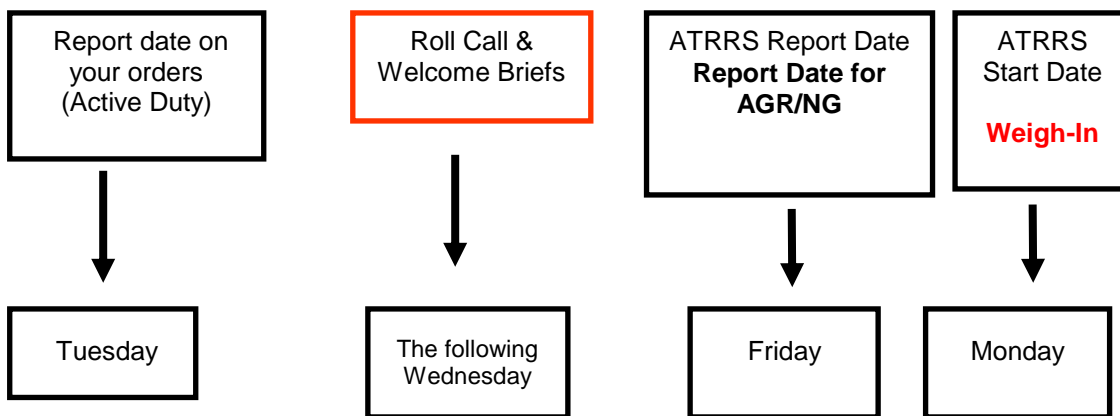 Report date on
your orders
(Active Duty)
Roll Call &
Welcome Briefs
ATRRS Report Date
Report Date for
AGR/NG
ATRRS
Start Date
Weigh-In
Tuesday
The following
Wednesday
Friday
Monday